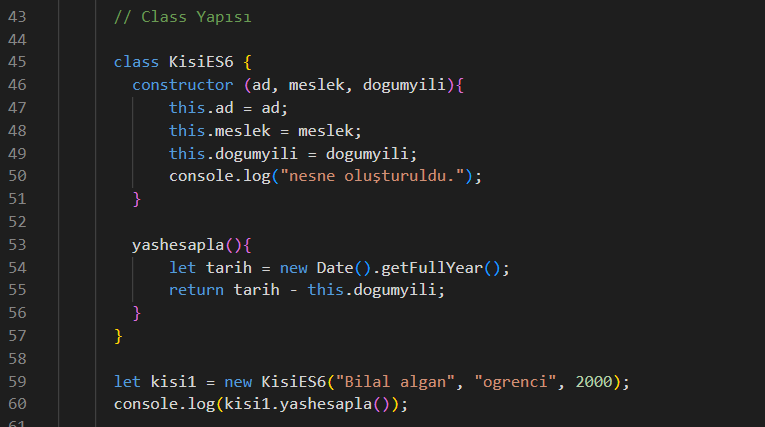 43 // Class Yapısı
44
45 class KisiES6 {
46 constructor (ad, meslek, dogumyili){
47 this.ad = ad;
48 this.meslek = meslek;
49 this.dogumyili = dogumyili;
50 console.log("nesne oluşturuldu.");
51 }
52
53 yashesapla(){
54 let tarih = new Date().getFullYear();
55 return tarih - this.dogumyili;
56 }
57 }
58
59 let kisi1 = new KisiES6("Bilal algan", "ogrenci", 2000);
60 console.log(kisi1.yashesapla());
61